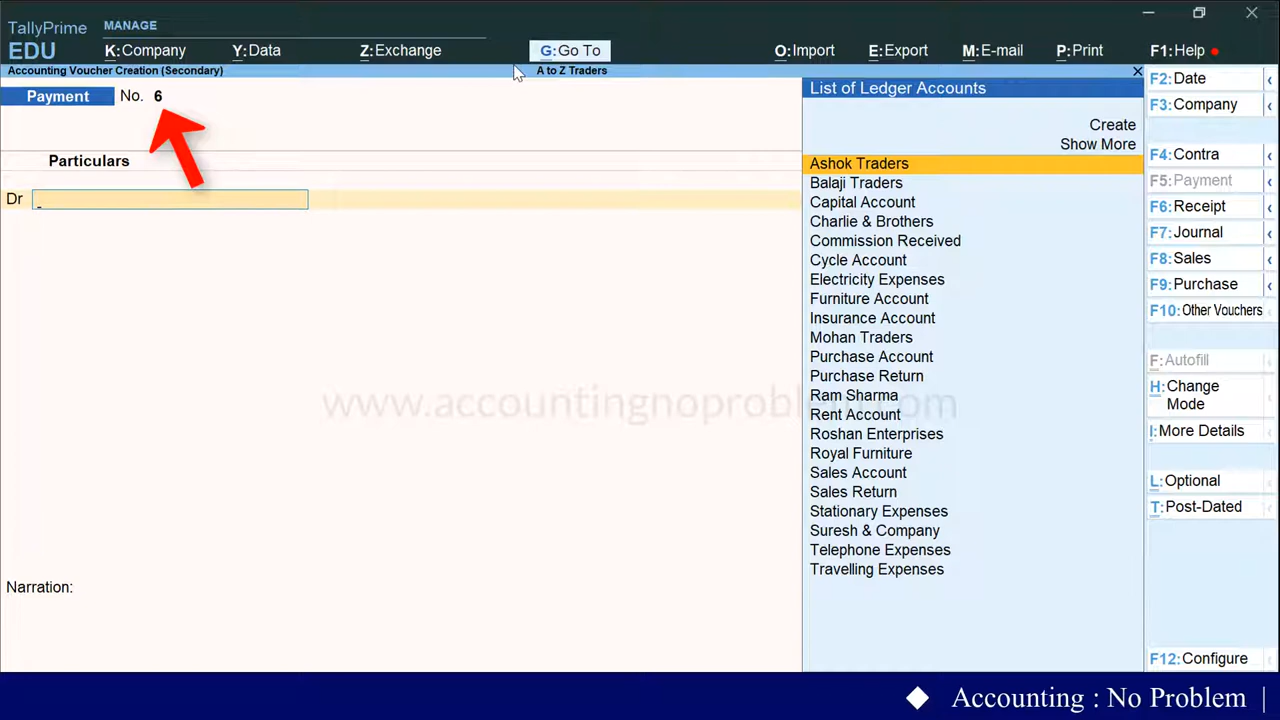 TallyPrime
EDU
MANAGE
K:Company
Y:Data
Z:Exchange
G:Go To
O:Import
E:Export
M:E-mail
P:Print
F1:Help
Accounting Voucher Creation (Secondary)
A to Z Traders
Payment No. 6
Particulars
Dr
Narration:
List of Ledger Accounts
Create
Show More
Ashok Traders
Balaji Traders
Capital Account
Charlie & Brothers
Commission Received
Cycle Account
Electricity Expenses
Furniture Account
Insurance Account
Mohan Traders
Purchase Account
Purchase Return
Ram Sharma
Rent Account
Roshan Enterprises
Royal Furniture
Sales Account
Sales Return
Stationary Expenses
Suresh & Company
Telephone Expenses
Travelling Expenses
F2:Date
F3:Company
F4:Contra
F5:Payment
F6:Receipt
F7:Journal
F8:Sales
F9:Purchase
F10:Other Vouchers
F:Autofill
H:Change
Mode
I:More Details
L:Optional
T:Post-Dated
F12:Configure
www.accountingnoproblem.com
Accounting : No Problem |